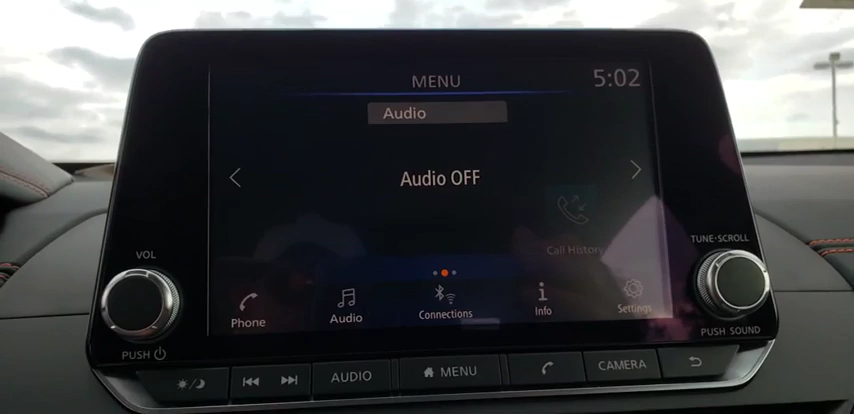 MENU
5:02
Audio
Audio OFF
Call History
VOL
TUNE·SCROLL
Phone
Audio
Connections
Info
Settings
PUSH
PUSH SOUND
AUDIO
MENU
CAMERA